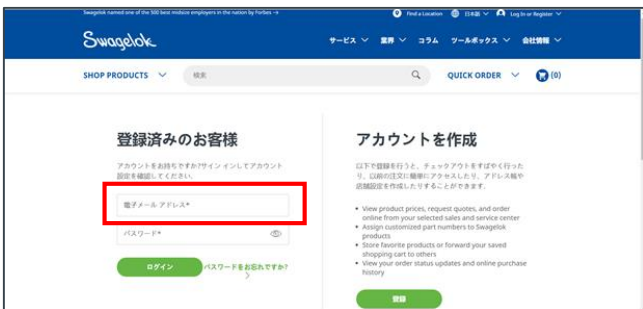 Swagelok named one of the 500 best midsize employers in the nation by Forbes →
Find a Location 日本語 Log In or Register
Swagelok
サービス 業界 コラム ツールボックス 会社情報
SHOP PRODUCTS 検索 QUICK ORDER (0)
登録済みのお客様
アカウントをお持ちですか?サイン インしてアカウント
設定を確認してください。
電子メール アドレス*
パスワード*
ログイン パスワードをお忘れですか?
アカウントを作成
以下で登録を行うと、チェックアウトをすばやく行った
り、以前の注文に簡単にアクセスしたり、アドレス帳や
店舗設定を作成したりすることができます。
• View product prices, request quotes, and order
online from your selected sales and service center
• Assign customized part numbers to Swagelok
products
• Store favorite products or forward your saved
shopping cart to others
• View your order status updates and online purchase
history
登録